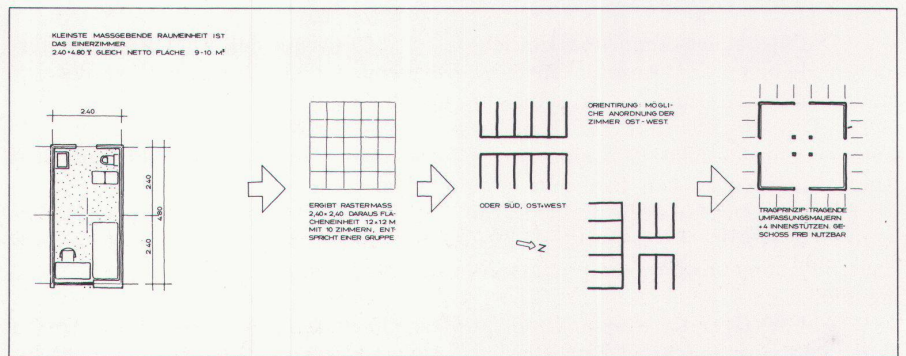 KLEINSTE MASSGEBENDE RAUMEINHEIT IST
DAS EINERZIMMER
2.40+4.80 GLEICH NETTO FLACHE 9-10 M²
2.40
2.40
4.80
2.40
ERGIBT RASTERMASS
2,40+2,40 DARAUS FLÄ-
CHENEINHEIT 12+12 M
MIT 10 ZIMMERN, ENT-
SPRICHT EINER GRUPPE
ORIENTIRUNG: MÖGLI-
CHE ANORDNUNG DER
ZIMMER OST-WEST.
ODER SÜD, OST+WEST
Z
TRAGPRINZIP TRAGENDE
UMFASSUNGSMAUERN
+4 INNENSTÜTZEN GE-
SCHOSS FREI NUTZBAR